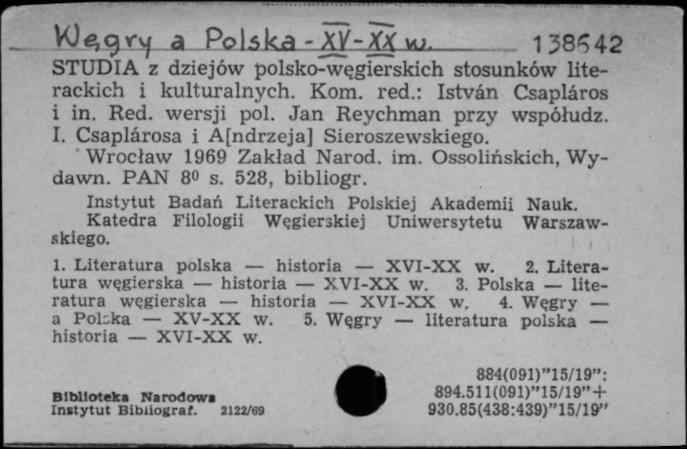 Węgry a Polska - XV-XX w. 138642
STUDIA z dziejów polsko-węgierskich stosunków lite-
rackich i kulturalnych. Kom. red.: István Csapláros
i in. Red. wersji pol. Jan Reychman przy współudz.
I. Csaplárosa i A[ndrzeja] Sieroszewskiego.
Wrocław 1969 Zakład Narod. im. Ossolińskich, Wy-
dawn. PAN 8⁰ s. 528, bibliogr.
Instytut Badań Literackich Polskiej Akademii Nauk.
Katedra Filologii Węgierskiej Uniwersytetu Warszaw-
skiego.
1. Literatura polska — historia — XVI-XX w. 2. Litera-
tura węgierska — historia — XVI-XX w. 3. Polska — lite-
ratura węgierska — historia — XVI-XX w. 4. Węgry —
a Polska — XV-XX w. 5. Węgry — literatura polska —
historia — XVI-XX w.
884(091)"15/19":
894.511(091)"15/19"+
930.85(438:439)"15/19"
Biblioteka Narodowa
Instytut Bibliograf. 2122/69